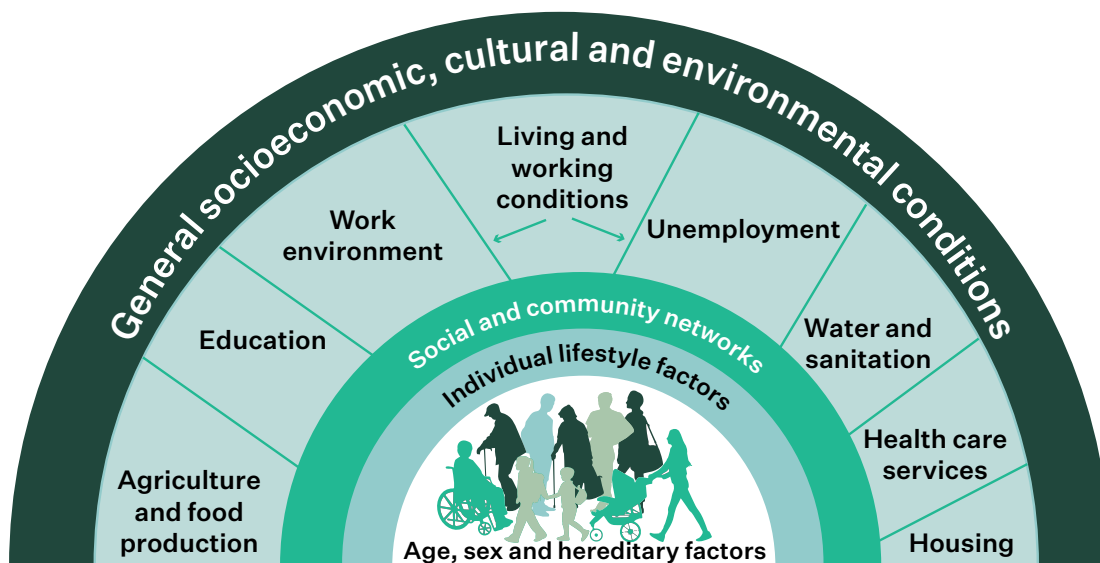 General socioeconomic, cultural and environmental conditions
Living and
working
conditions
Work
environment
Unemployment
Education
Water and
sanitation
Agriculture
and food
production
Health care
services
Housing
Social and community networks
Individual lifestyle factors
Age, sex and hereditary factors